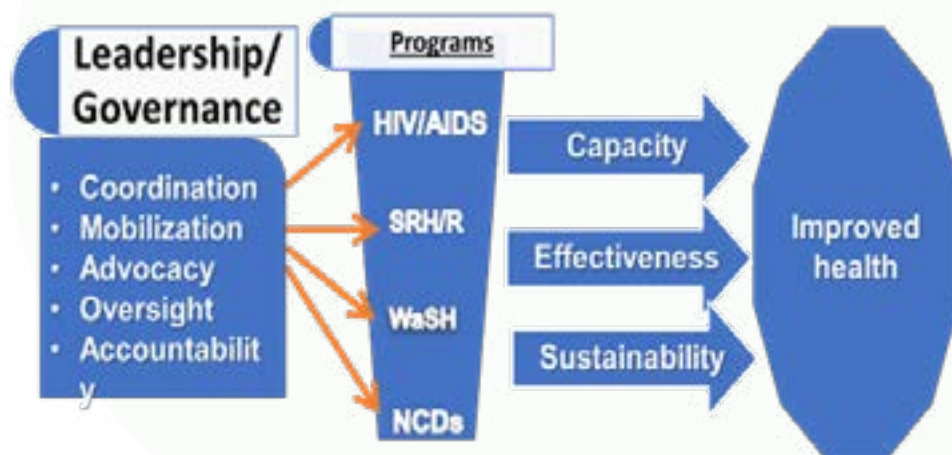 Leadership/
Governance
• Coordination
• Mobilization
• Advocacy
• Oversight
• Accountabilit
y
Programs
HIV/AIDS
SRH/R
WaSH
NCDs
Capacity
Effectiveness
Sustainability
Improved
health